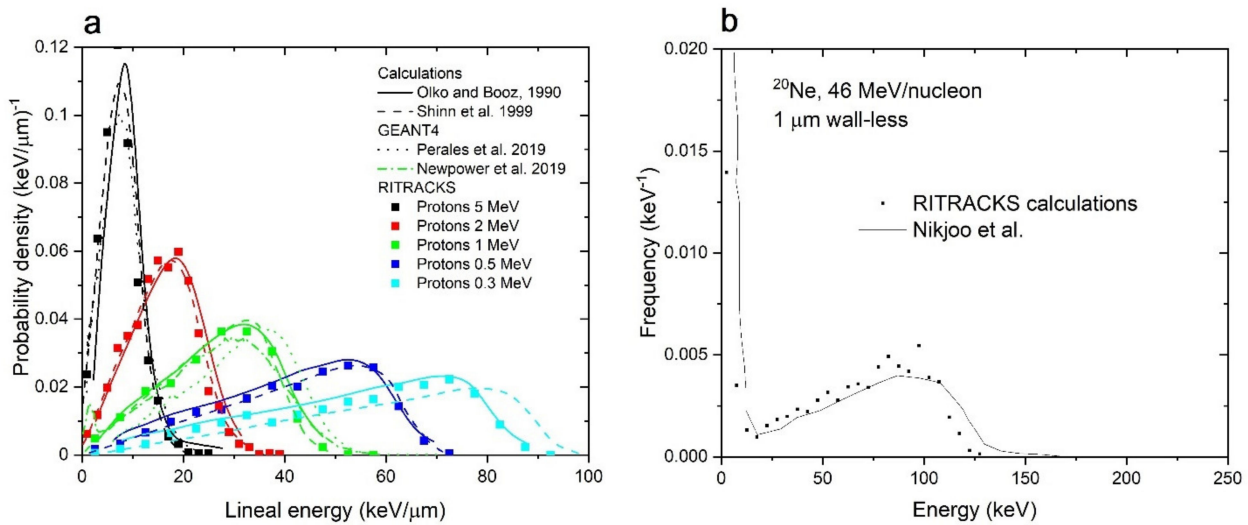 a
0.12
0.1
0.08
0.06
0.04
0.02
0
Probability density (keV/μm)-1
0
20
40
60
80
100
Lineal energy (keV/μm)
Calculations
Olko and Booz, 1990
Shinn et al. 1999
GEANT4
Perales et al. 2019
Newpower et al. 2019
RITRACKS
Protons 5 MeV
Protons 2 MeV
Protons 1 MeV
Protons 0.5 MeV
Protons 0.3 MeV
b
0.020
0.015
0.010
0.005
0.000
Frequency (keV-1)
0
50
100
150
200
250
Energy (keV)
20Ne, 46 MeV/nucleon
1 μm wall-less
RITRACKS calculations
Nikjoo et al.